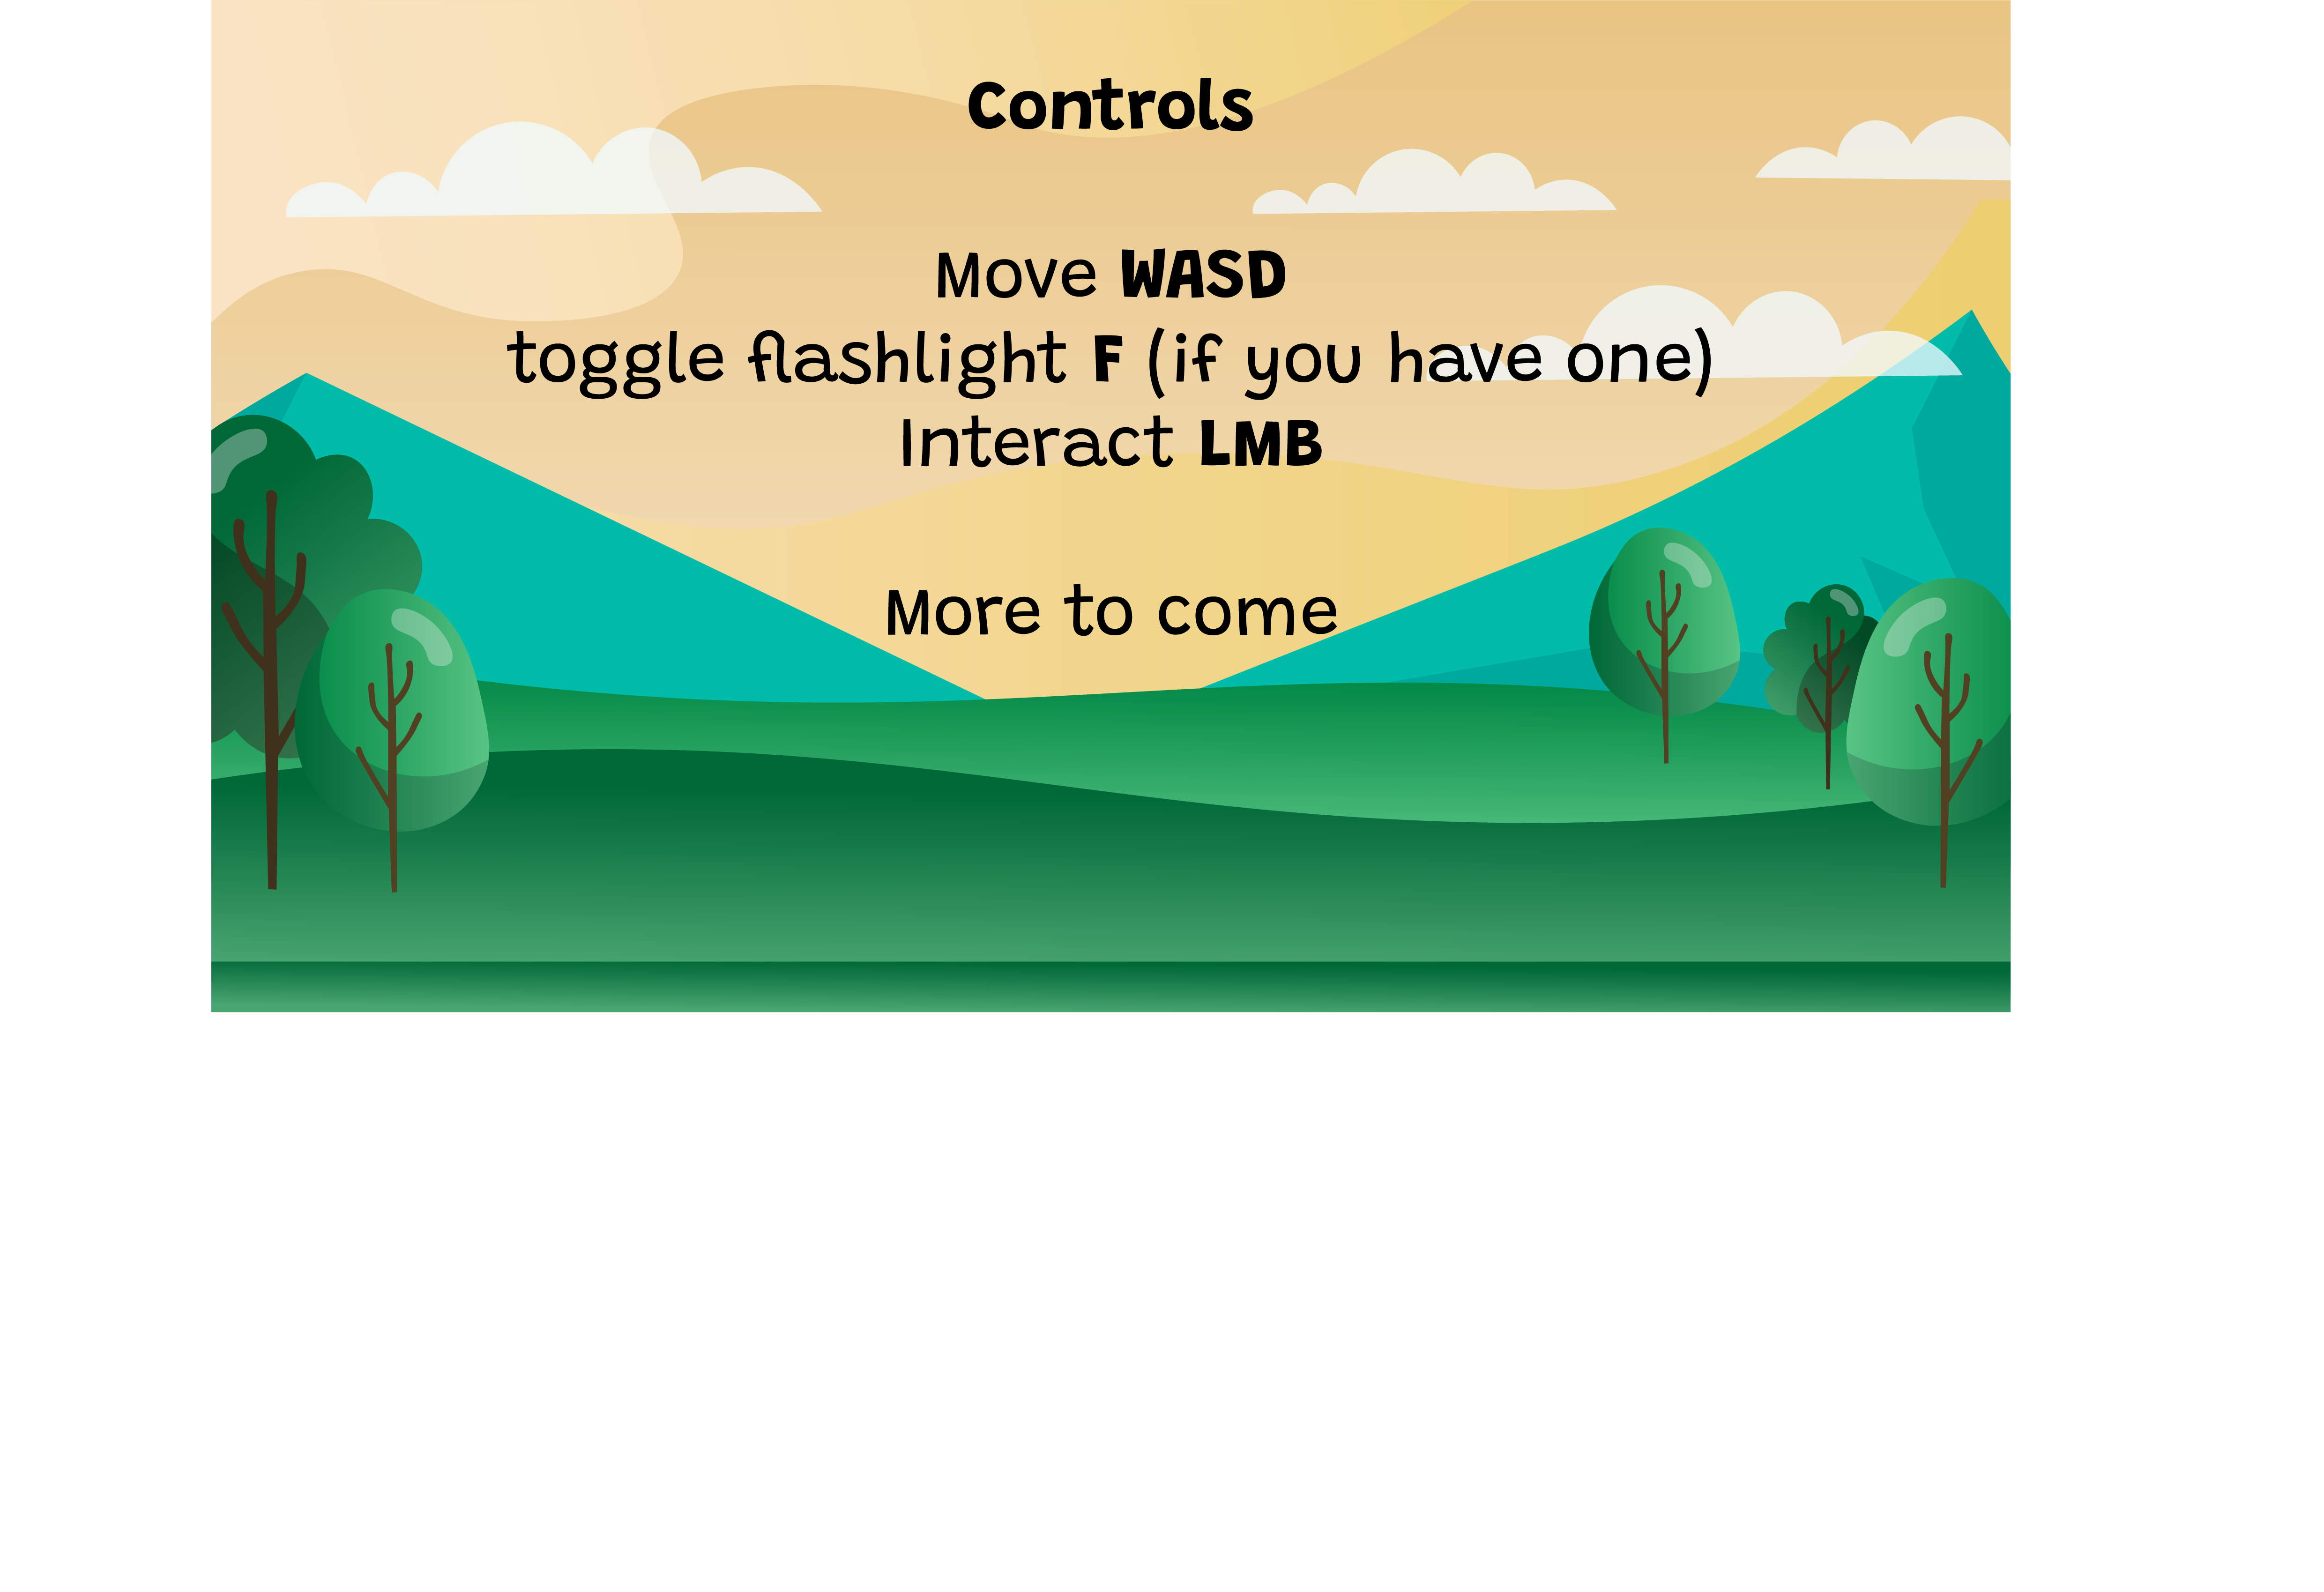 Controls
Move WASD
toggle flashlight F (if you have one)
Interact LMB
More to come